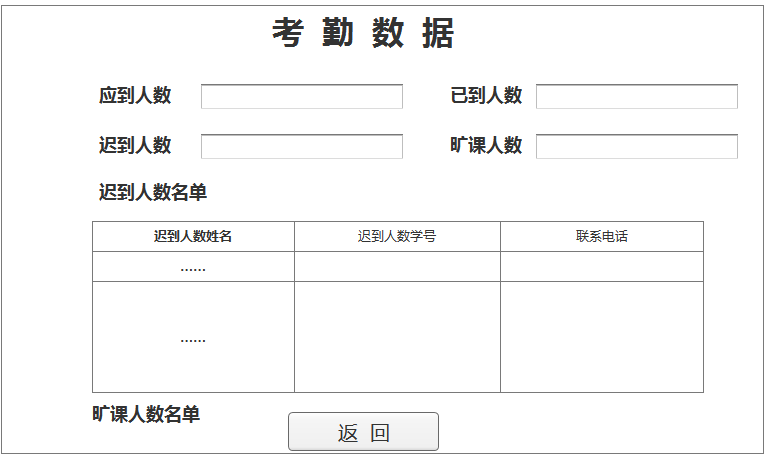 考 勤 数 据
应到人数 已到人数
迟到人数 旷课人数
迟到人数名单
迟到人数姓名 迟到人数学号 联系电话
……
……
旷课人数名单
返 回